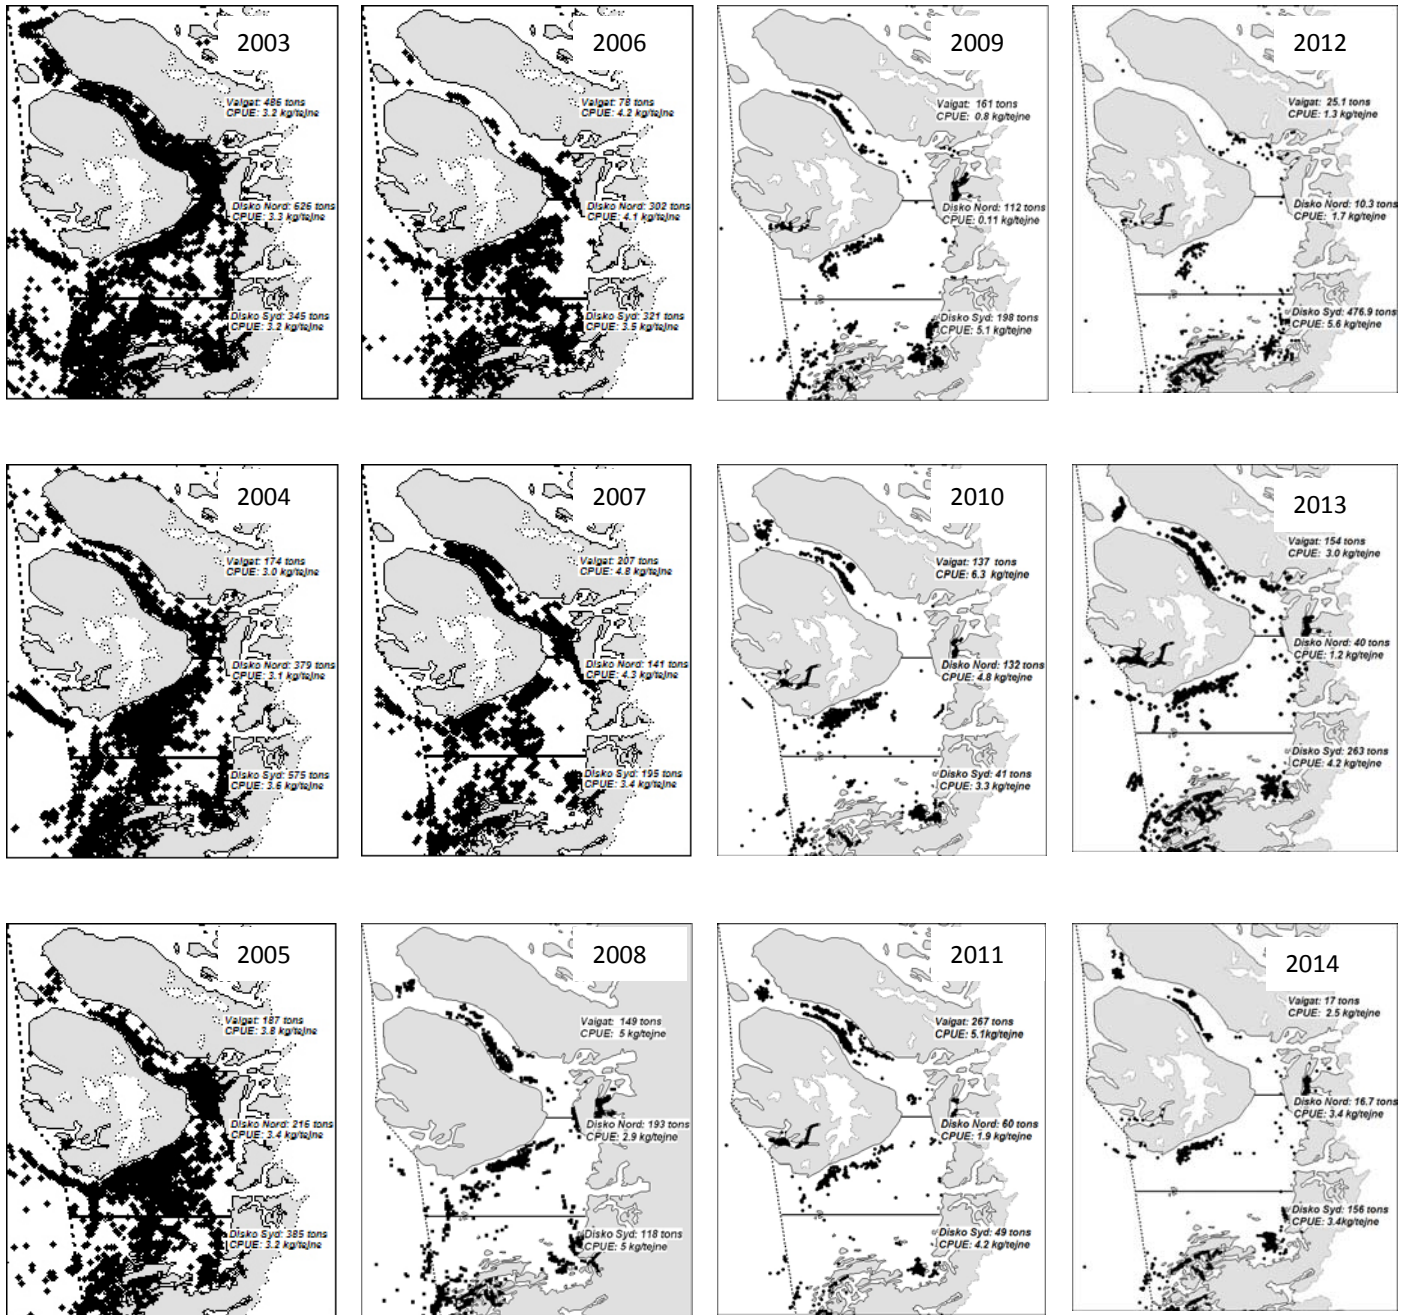 2003
Vaigat: 486 tons
CPUE: 3.2 kg/tejne
Disko Nord: 626 tons
CPUE: 3.3 kg/tejne
Disko Syd: 345 tons
CPUE: 3.2 kg/tejne
2006
Vaigat: 78 tons
CPUE: 4.2 kg/tejne
Disko Nord: 302 tons
CPUE: 4.1 kg/tejne
Disko Syd: 321 tons
CPUE: 3.5 kg/tejne
2009
Vaigat: 161 tons
CPUE: 0.8 kg/tejne
Disko Nord: 112 tons
CPUE: 0.11 kg/tejne
Disko Syd: 198 tons
CPUE: 5.1 kg/tejne
2012
Vaigat: 25.1 tons
CPUE: 1.3 kg/tejne
Disko Nord: 10.3 tons
CPUE: 1.7 kg/tejne
Disko Syd: 476.9 tons
CPUE: 5.6 kg/tejne
2004
Vaigat: 174 tons
CPUE: 3.0 kg/tejne
Disko Nord: 379 tons
CPUE: 3.1 kg/tejne
Disko Syd: 575 tons
CPUE: 3.6 kg/tejne
2007
Vaigat: 207 tons
CPUE: 4.8 kg/tejne
Disko Nord: 141 tons
CPUE: 4.3 kg/tejne
Disko Syd: 195 tons
CPUE: 3.4 kg/tejne
2010
Vaigat: 137 tons
CPUE: 6.3 kg/tejne
Disko Nord: 132 tons
CPUE: 4.8 kg/tejne
Disko Syd: 41 tons
CPUE: 3.3 kg/tejne
2013
Vaigat: 154 tons
CPUE: 3.0 kg/tejne
Disko Nord: 40 tons
CPUE: 1.2 kg/tejne
Disko Syd: 263 tons
CPUE: 4.2 kg/tejne
2005
Vaigat: 187 tons
CPUE: 3.8 kg/tejne
Disko Nord: 216 tons
CPUE: 3.4 kg/tejne
Disko Syd: 385 tons
CPUE: 3.2 kg/tejne
2008
Vaigat: 149 tons
CPUE: 5 kg/tejne
Disko Nord: 193 tons
CPUE: 2.9 kg/tejne
Disko Syd: 118 tons
CPUE: 5 kg/tejne
2011
Vaigat: 267 tons
CPUE: 5.1kg/tejne
Disko Nord: 60 tons
CPUE: 1.9 kg/tejne
Disko Syd: 49 tons
CPUE: 4.2 kg/tejne
2014
Vaigat: 17 tons
CPUE: 2.5 kg/tejne
Disko Nord: 16.7 tons
CPUE: 3.4 kg/tejne
Disko Syd: 156 tons
CPUE: 3.4kg/tejne